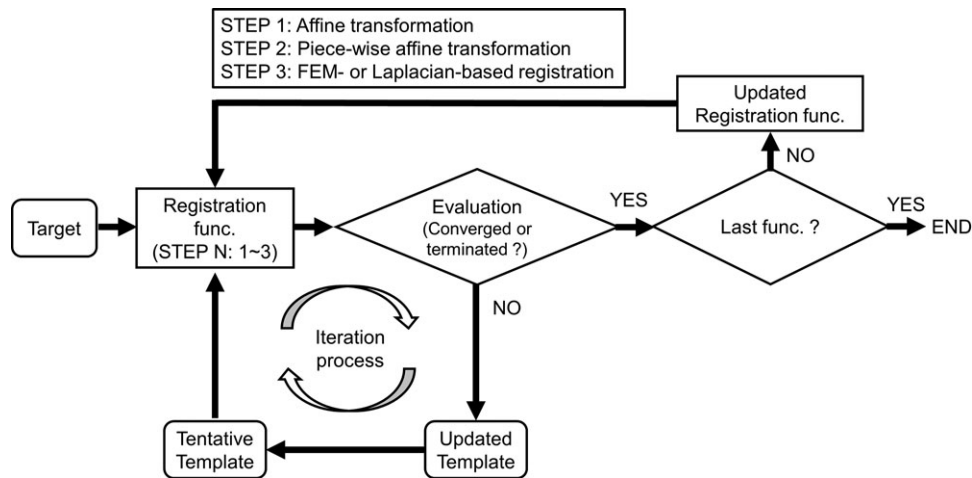 STEP 1: Affine transformation
STEP 2: Piece-wise affine transformation
STEP 3: FEM- or Laplacian-based registration
Updated
Registration func.
NO
Target
Registration
func.
(STEP N: 1~3)
Evaluation
(Converged or
terminated ?)
YES
Last func. ?
YES
END
NO
Iteration
process
Tentative
Template
Updated
Template